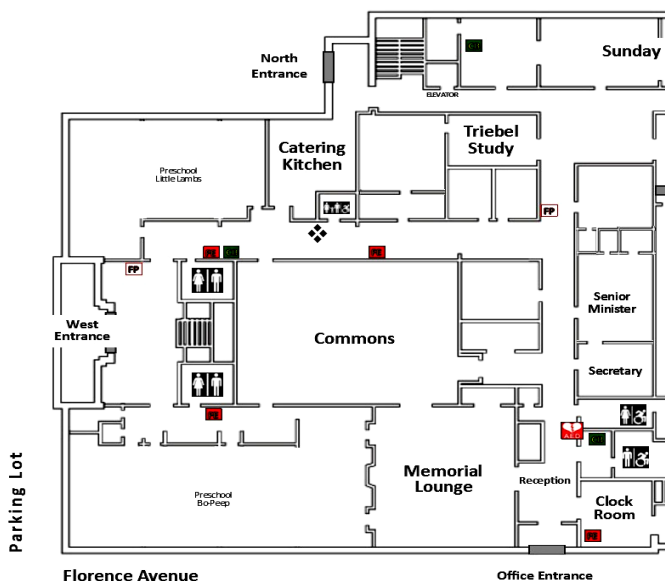 Sunday
North
Entrance
ELEVATOR
Triebel
Study
Catering
Kitchen
Preschool
Little Lambs
FP
FP
Senior
Minister
West
Entrance
Commons
Secretary
A.E.D.
Memorial
Lounge
Reception
Preschool
Bo-Peep
Clock
Room
Parking Lot
Florence Avenue
Office Entrance